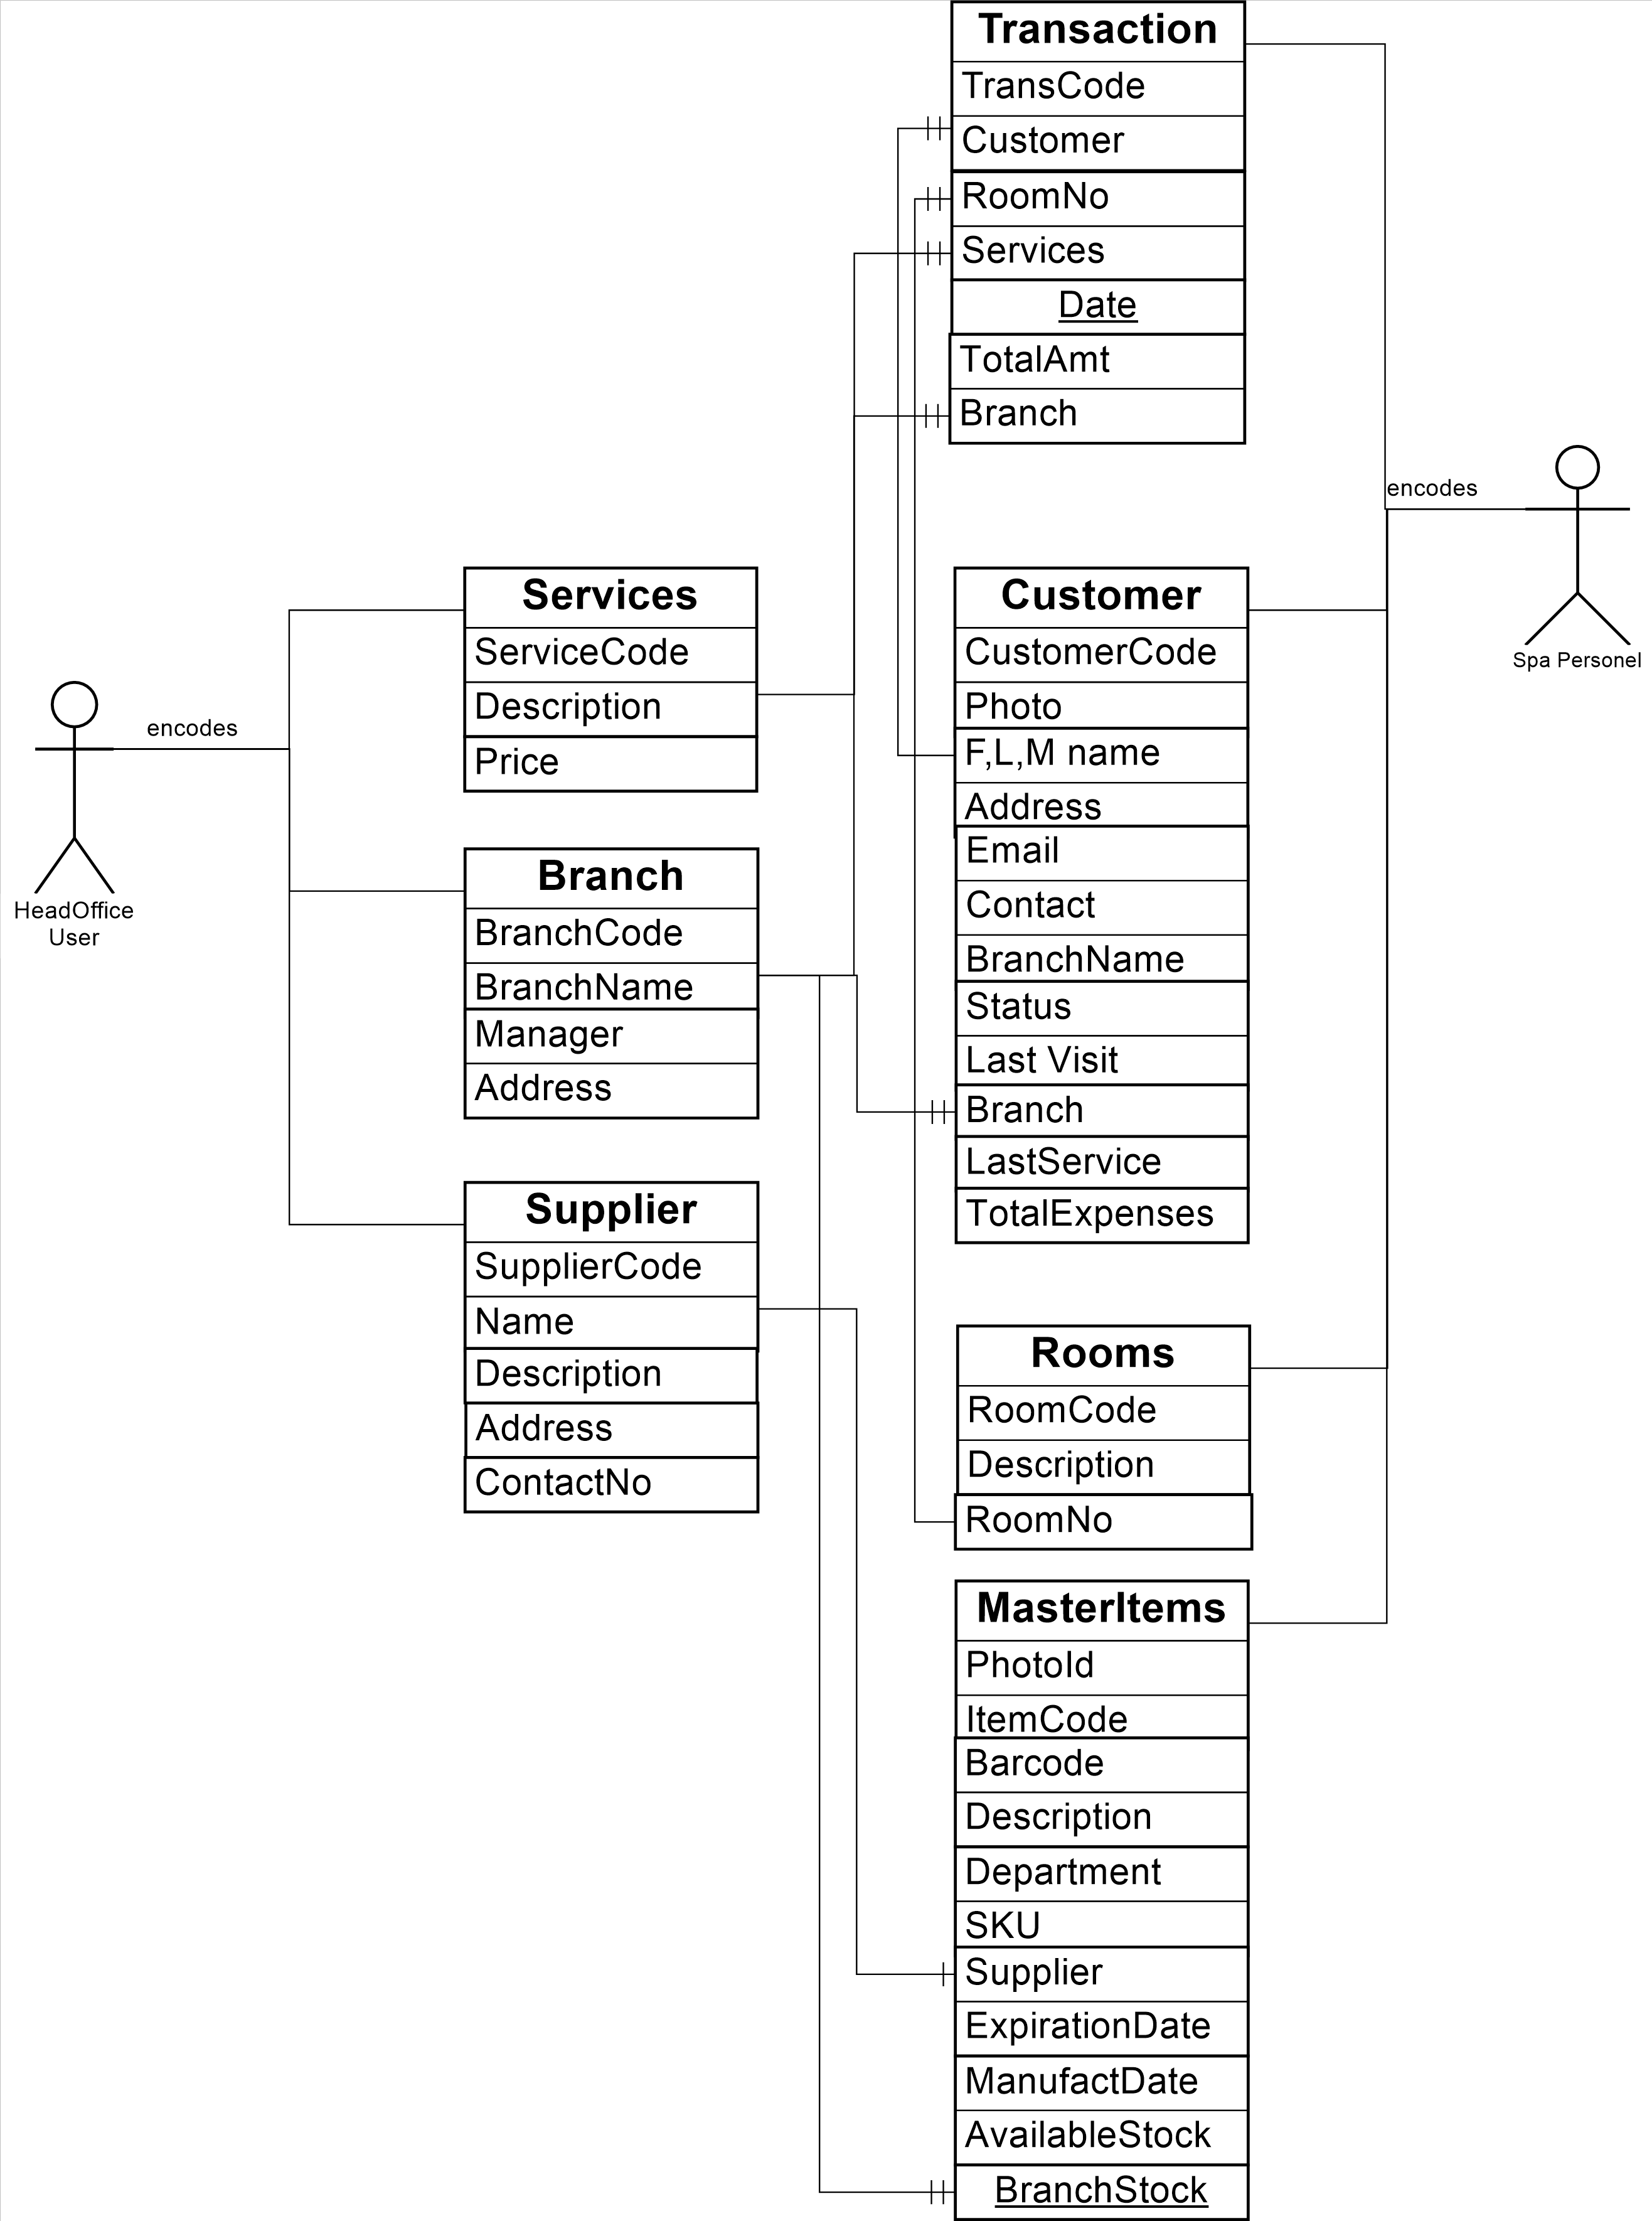 Transaction
TransCode
Customer
RoomNo
Services
Date
TotalAmt
Branch
encodes
Spa Personel
Services
ServiceCode
Description
Price
Customer
CustomerCode
Photo
F,L,M name
Address
Email
Contact
BranchName
Status
Last Visit
Branch
LastService
TotalExpenses
encodes
HeadOffice
User
Branch
BranchCode
BranchName
Manager
Address
Supplier
SupplierCode
Name
Description
Address
ContactNo
Rooms
RoomCode
Description
RoomNo
MasterItems
PhotoId
ItemCode
Barcode
Description
Department
SKU
Supplier
ExpirationDate
ManufactDate
AvailableStock
BranchStock